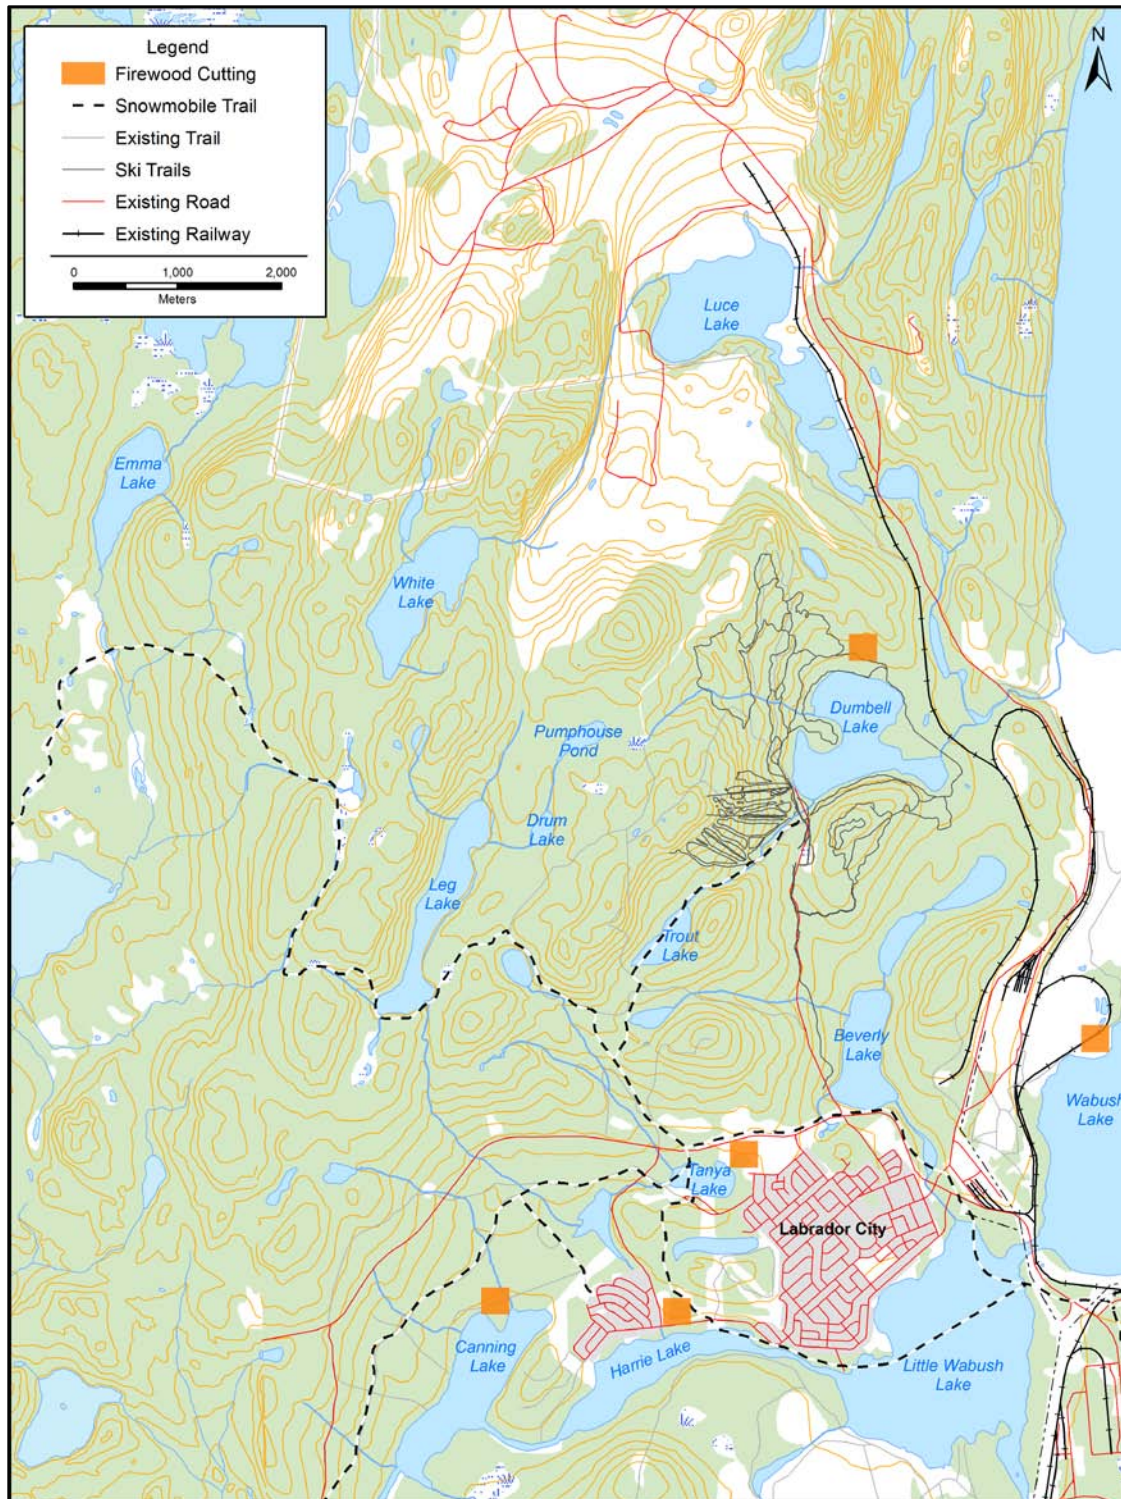 Legend
Firewood Cutting
Snowmobile Trail
Existing Trail
Ski Trails
Existing Road
Existing Railway
0
1,000
2,000
Meters
N
Luce
Lake
Emma
Lake
White
Lake
Dumbell
Lake
Pumphouse
Pond
Drum
Lake
Leg
Lake
Trout
Lake
Beverly
Lake
Wabush
Lake
Tanya
Lake
Labrador City
Canning
Lake
Harrie Lake
Little Wabush
Lake